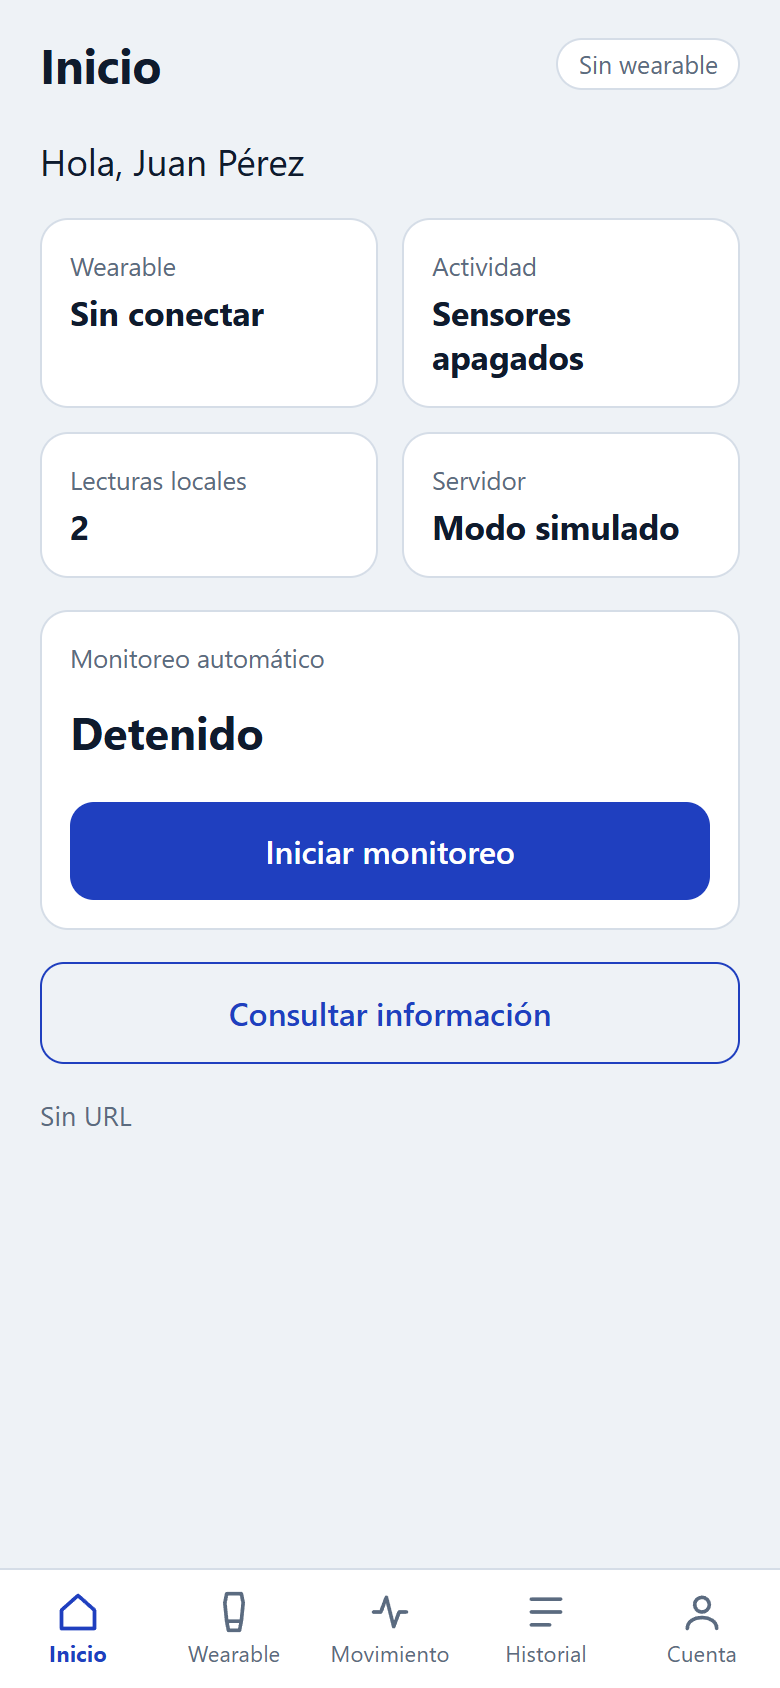 Inicio
Sin wearable
Hola, Juan Pérez
Wearable
Sin conectar
Actividad
Sensores
apagados
Lecturas locales
2
Servidor
Modo simulado
Monitoreo automático
Detenido
Iniciar monitoreo
Consultar información
Sin URL
Inicio
Wearable
Movimiento
Historial
Cuenta